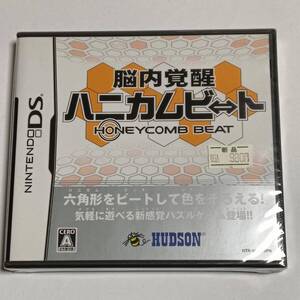 脳内覚醒
ハニカムビート
HONEYCOMB BEAT
新品
NINTENDO DS
六角形をビートして色をそろえる!
気軽に遊べる新感覚パズルゲーム登場!!
CERO A
HUDSON